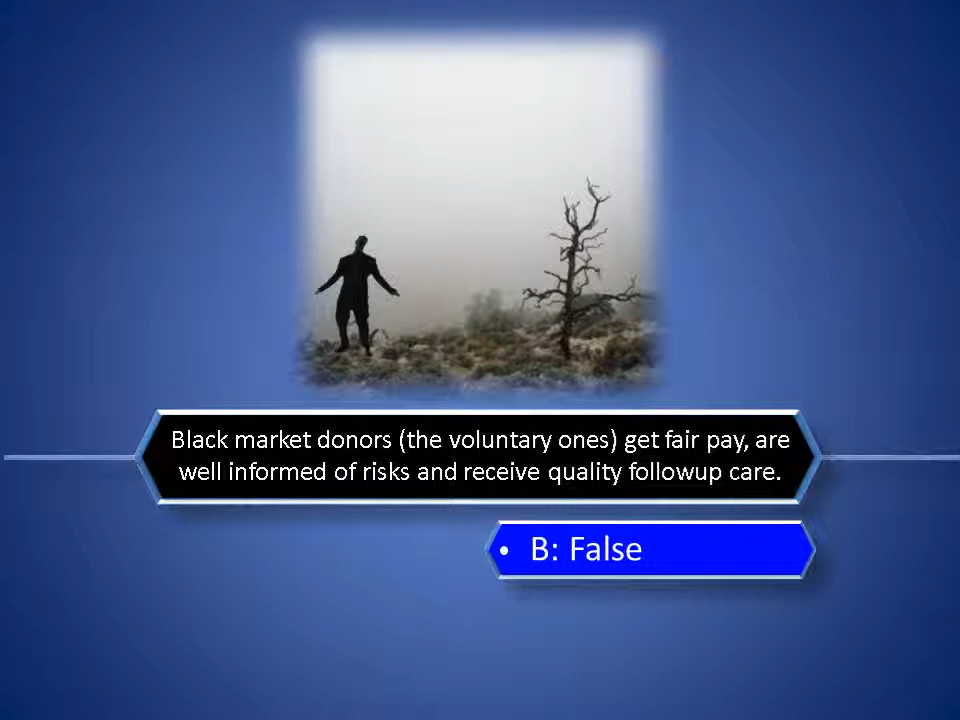 Black market donors (the voluntary ones) get fair pay, are
well informed of risks and receive quality followup care.
• B: False